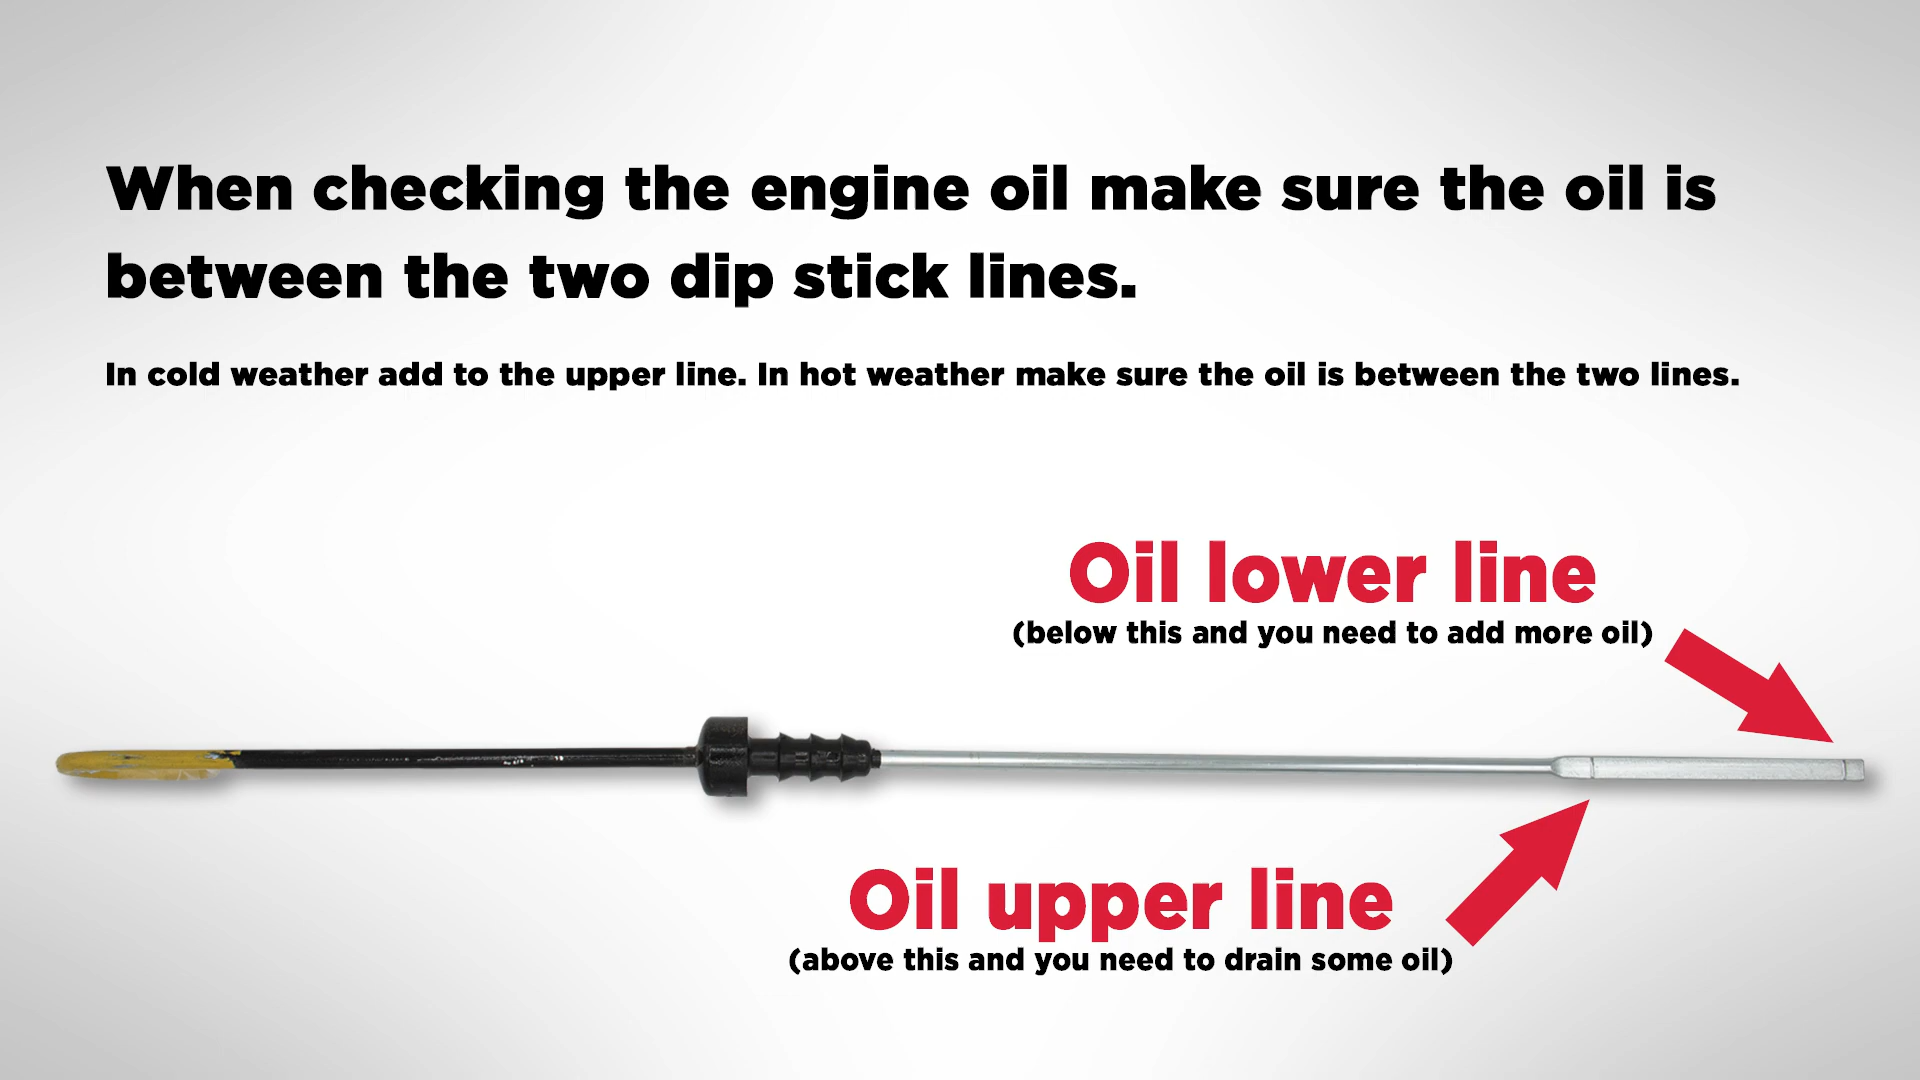 When checking the engine oil make sure the oil is
between the two dip stick lines.
In cold weather add to the upper line. In hot weather make sure the oil is between the two lines.
Oil lower line
(below this and you need to add more oil)
Oil upper line
(above this and you need to drain some oil)